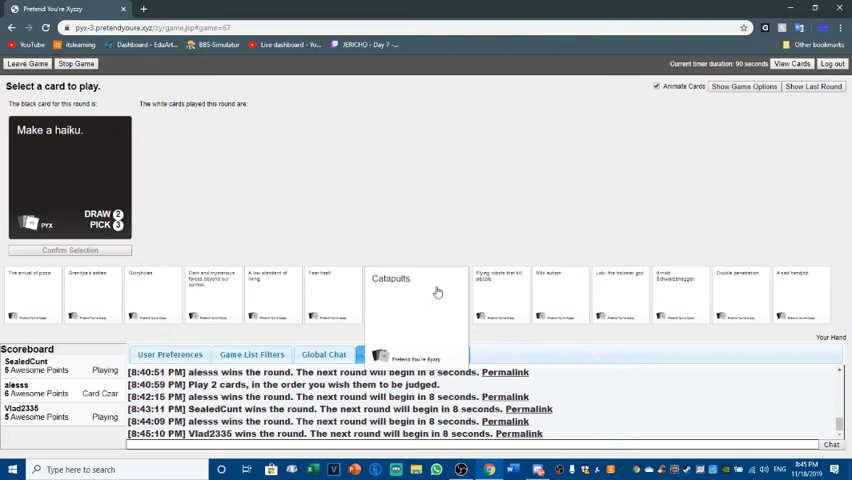 Pretend You're Xyzzy
pyx-3.pretendyoure.xyz/zy/game.jsp#game=67
YouTube
itslearning
Dashboard - EduArt...
BBS-Simulator
Live dashboard - You...
JERICHO - Day 7 -...
Other bookmarks
Leave Game
Stop Game
Current timer duration: 90 seconds
View Cards
Log out
Select a card to play.
Animate Cards
Show Game Options
Show Last Round
The black card for this round is:
The white cards played this round are:
Make a haiku.
DRAW 2
PYX
PICK 3
Confirm Selection
The arrival of pizza
Grandpa's ashes.
Gloryholes
Dark and mysterious
forces beyond our
control.
A low standard of
living.
Fear itself
Catapults.
Pretend You're Xyzzy
Flying robots that kill
people.
Mild autism.
Loki, the trickster god.
Arnold
Schwarzenegger
Double penetration.
A sad handjob.
Your Hand
Scoreboard
SealedCunt
5 Awesome Points
Playing
alesss
6 Awesome Points
Card Czar
Vlad2335
5 Awesome Points
Playing
User Preferences
Game List Filters
Global Chat
[8:40:51 PM] alesss wins the round. The next round will begin in 8 seconds. Permalink
[8:40:59 PM] Play 2 cards, in the order you wish them to be judged.
[8:42:15 PM] alesss wins the round. The next round will begin in 8 seconds. Permalink
[8:43:11 PM] SealedCunt wins the round. The next round will begin in 8 seconds. Permalink
[8:44:09 PM] alesss wins the round. The next round will begin in 8 seconds. Permalink
[8:45:10 PM] Vlad2335 wins the round. The next round will begin in 8 seconds. Permalink
Chat
Type here to search
8:45 PM
11/18/2019